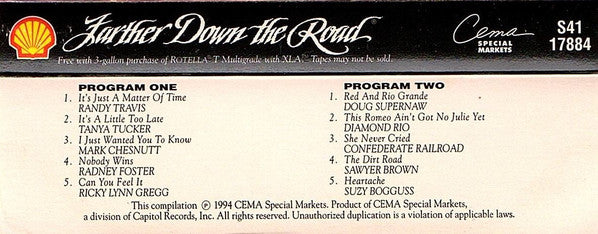 Farther Down the Road
Cema
SPECIAL
MARKETS
S41
17884
Free with 3-gallon purchase of ROTELLA® T Multigrade with XLA™ Tapes may not be sold.
PROGRAM ONE
1. It's Just A Matter Of Time
RANDY TRAVIS
2. It's A Little Too Late
TANYA TUCKER
3. I Just Wanted You To Know
MARK CHESNUTT
4. Nobody Wins
RADNEY FOSTER
5. Can You Feel It
RICKY LYNN GREGG
PROGRAM TWO
1. Red And Rio Grande
DOUG SUPERNAW
2. This Romeo Ain't Got No Julie Yet
DIAMOND RIO
3. She Never Cried
CONFEDERATE RAILROAD
4. The Dirt Road
SAWYER BROWN
5. Heartache
SUZY BOGGUSS
This compilation ℗ 1994 CEMA Special Markets. Product of CEMA Special Markets,
a division of Capitol Records, Inc. All rights reserved. Unauthorized duplication is a violation of applicable laws.